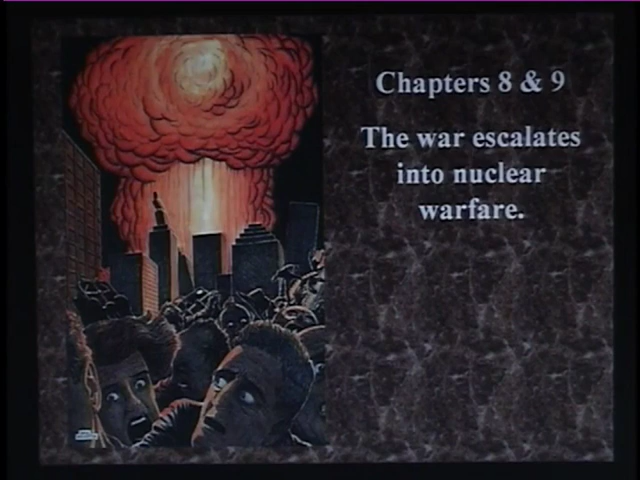 Chapters 8 & 9
The war escalates
into nuclear
warfare.